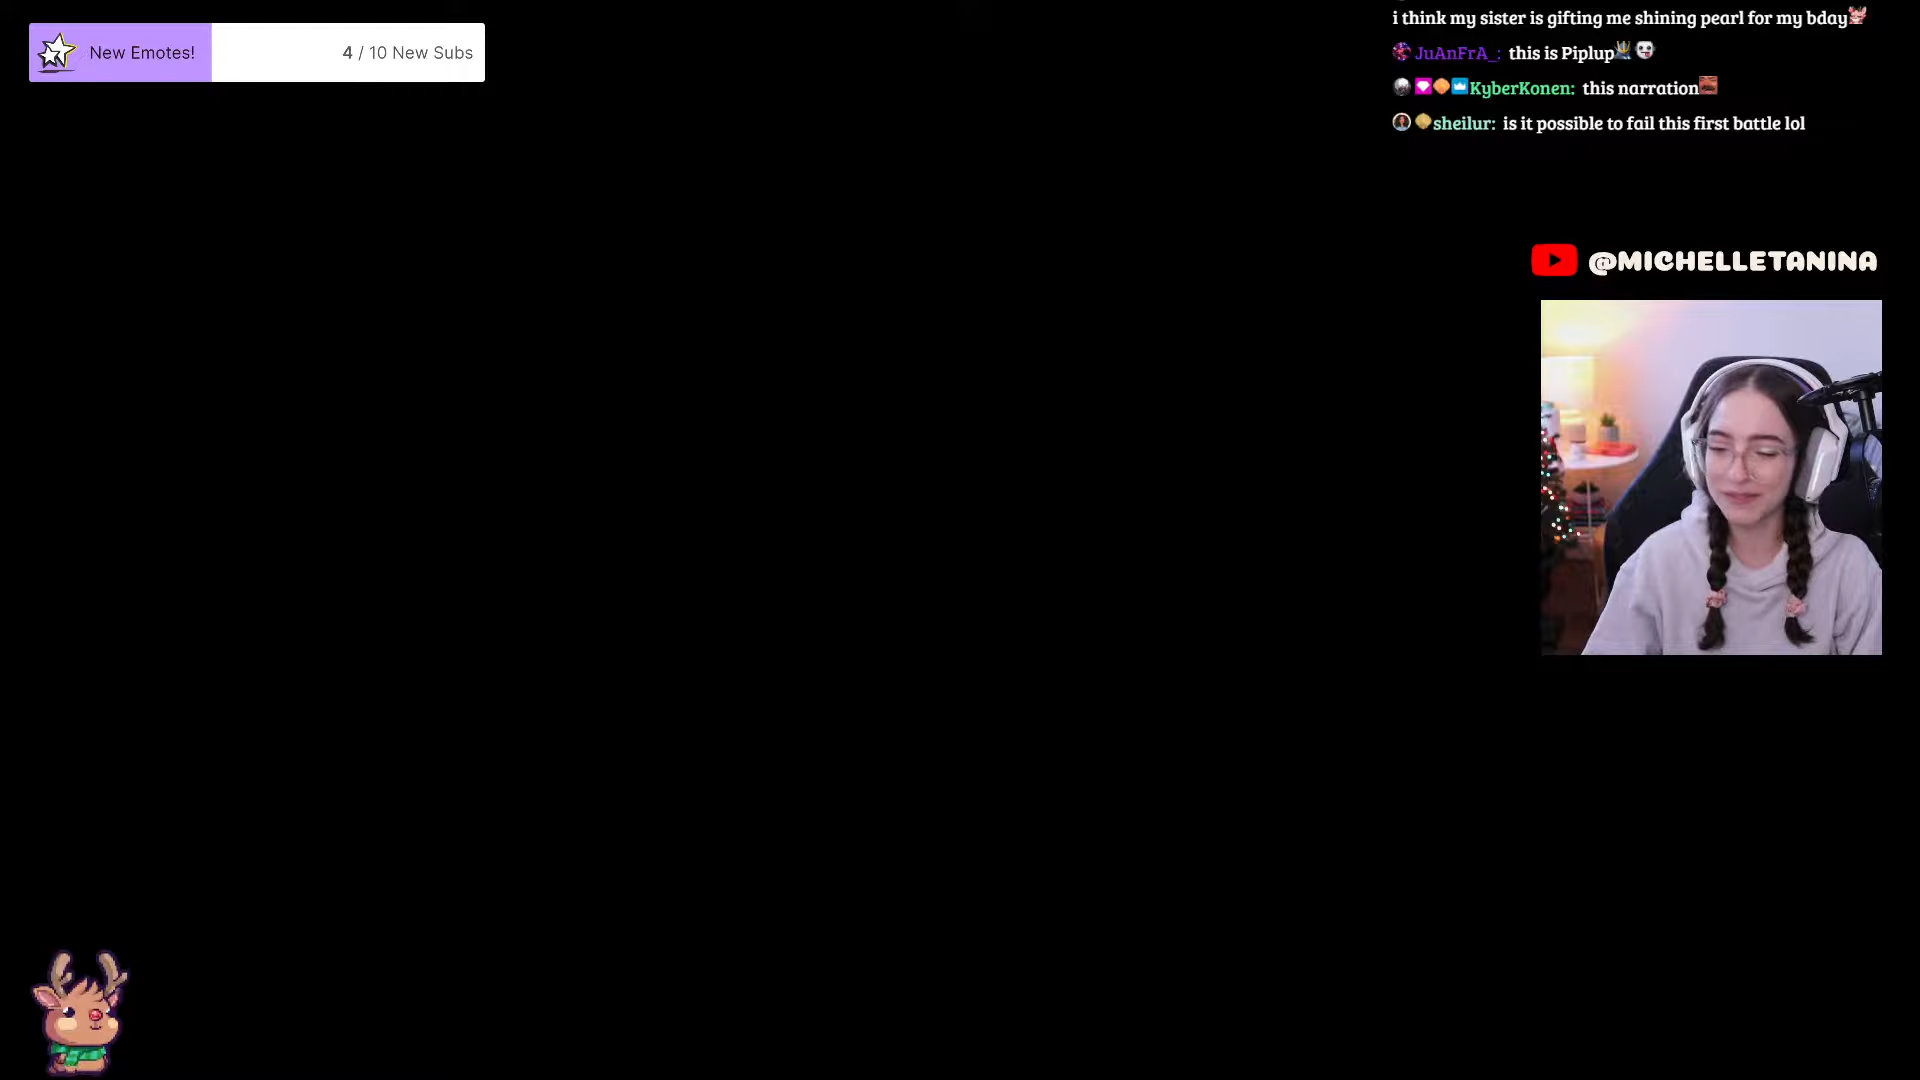 New Emotes!
4 / 10 New Subs
i think my sister is gifting me shining pearl for my bday
JuAnFrA_: this is Piplup
KyberKonen: this narration
sheilur: is it possible to fail this first battle lol
@MICHELLETANINA